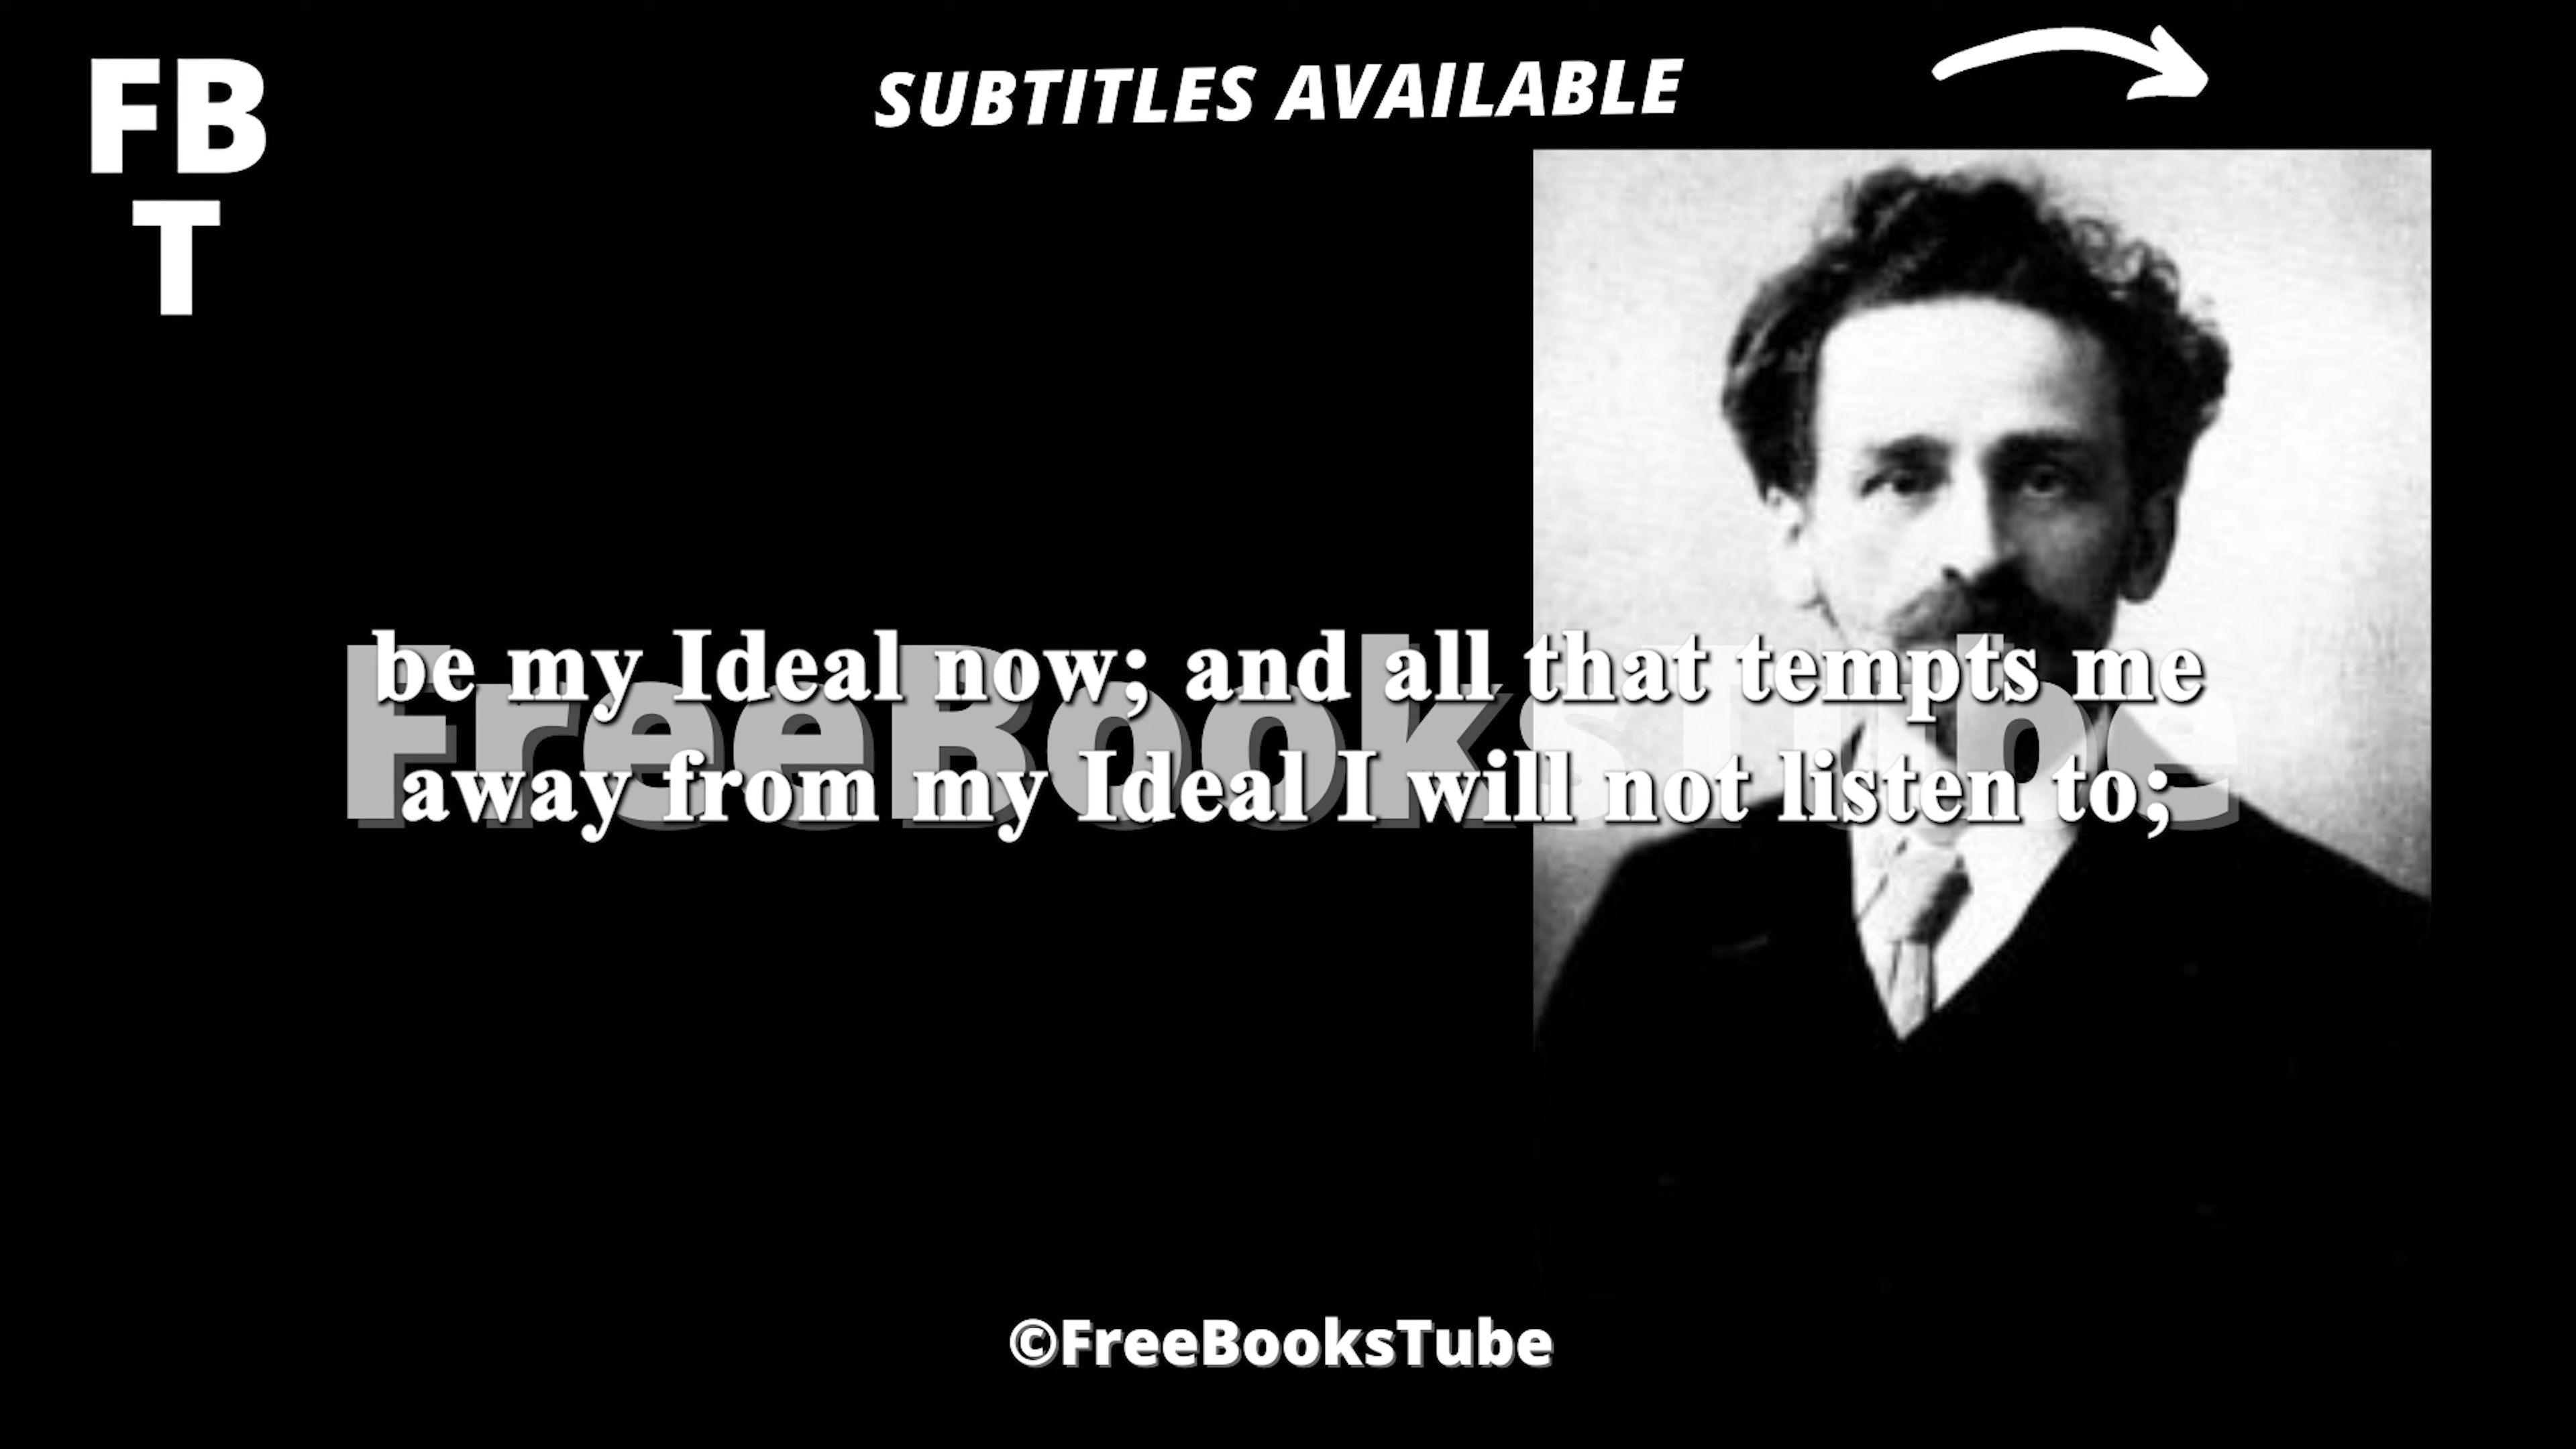 FB
T
SUBTITLES AVAILABLE
be my Ideal now; and all that tempts me
FreeBooksTube
away from my Ideal I will not listen to;
©FreeBooksTube